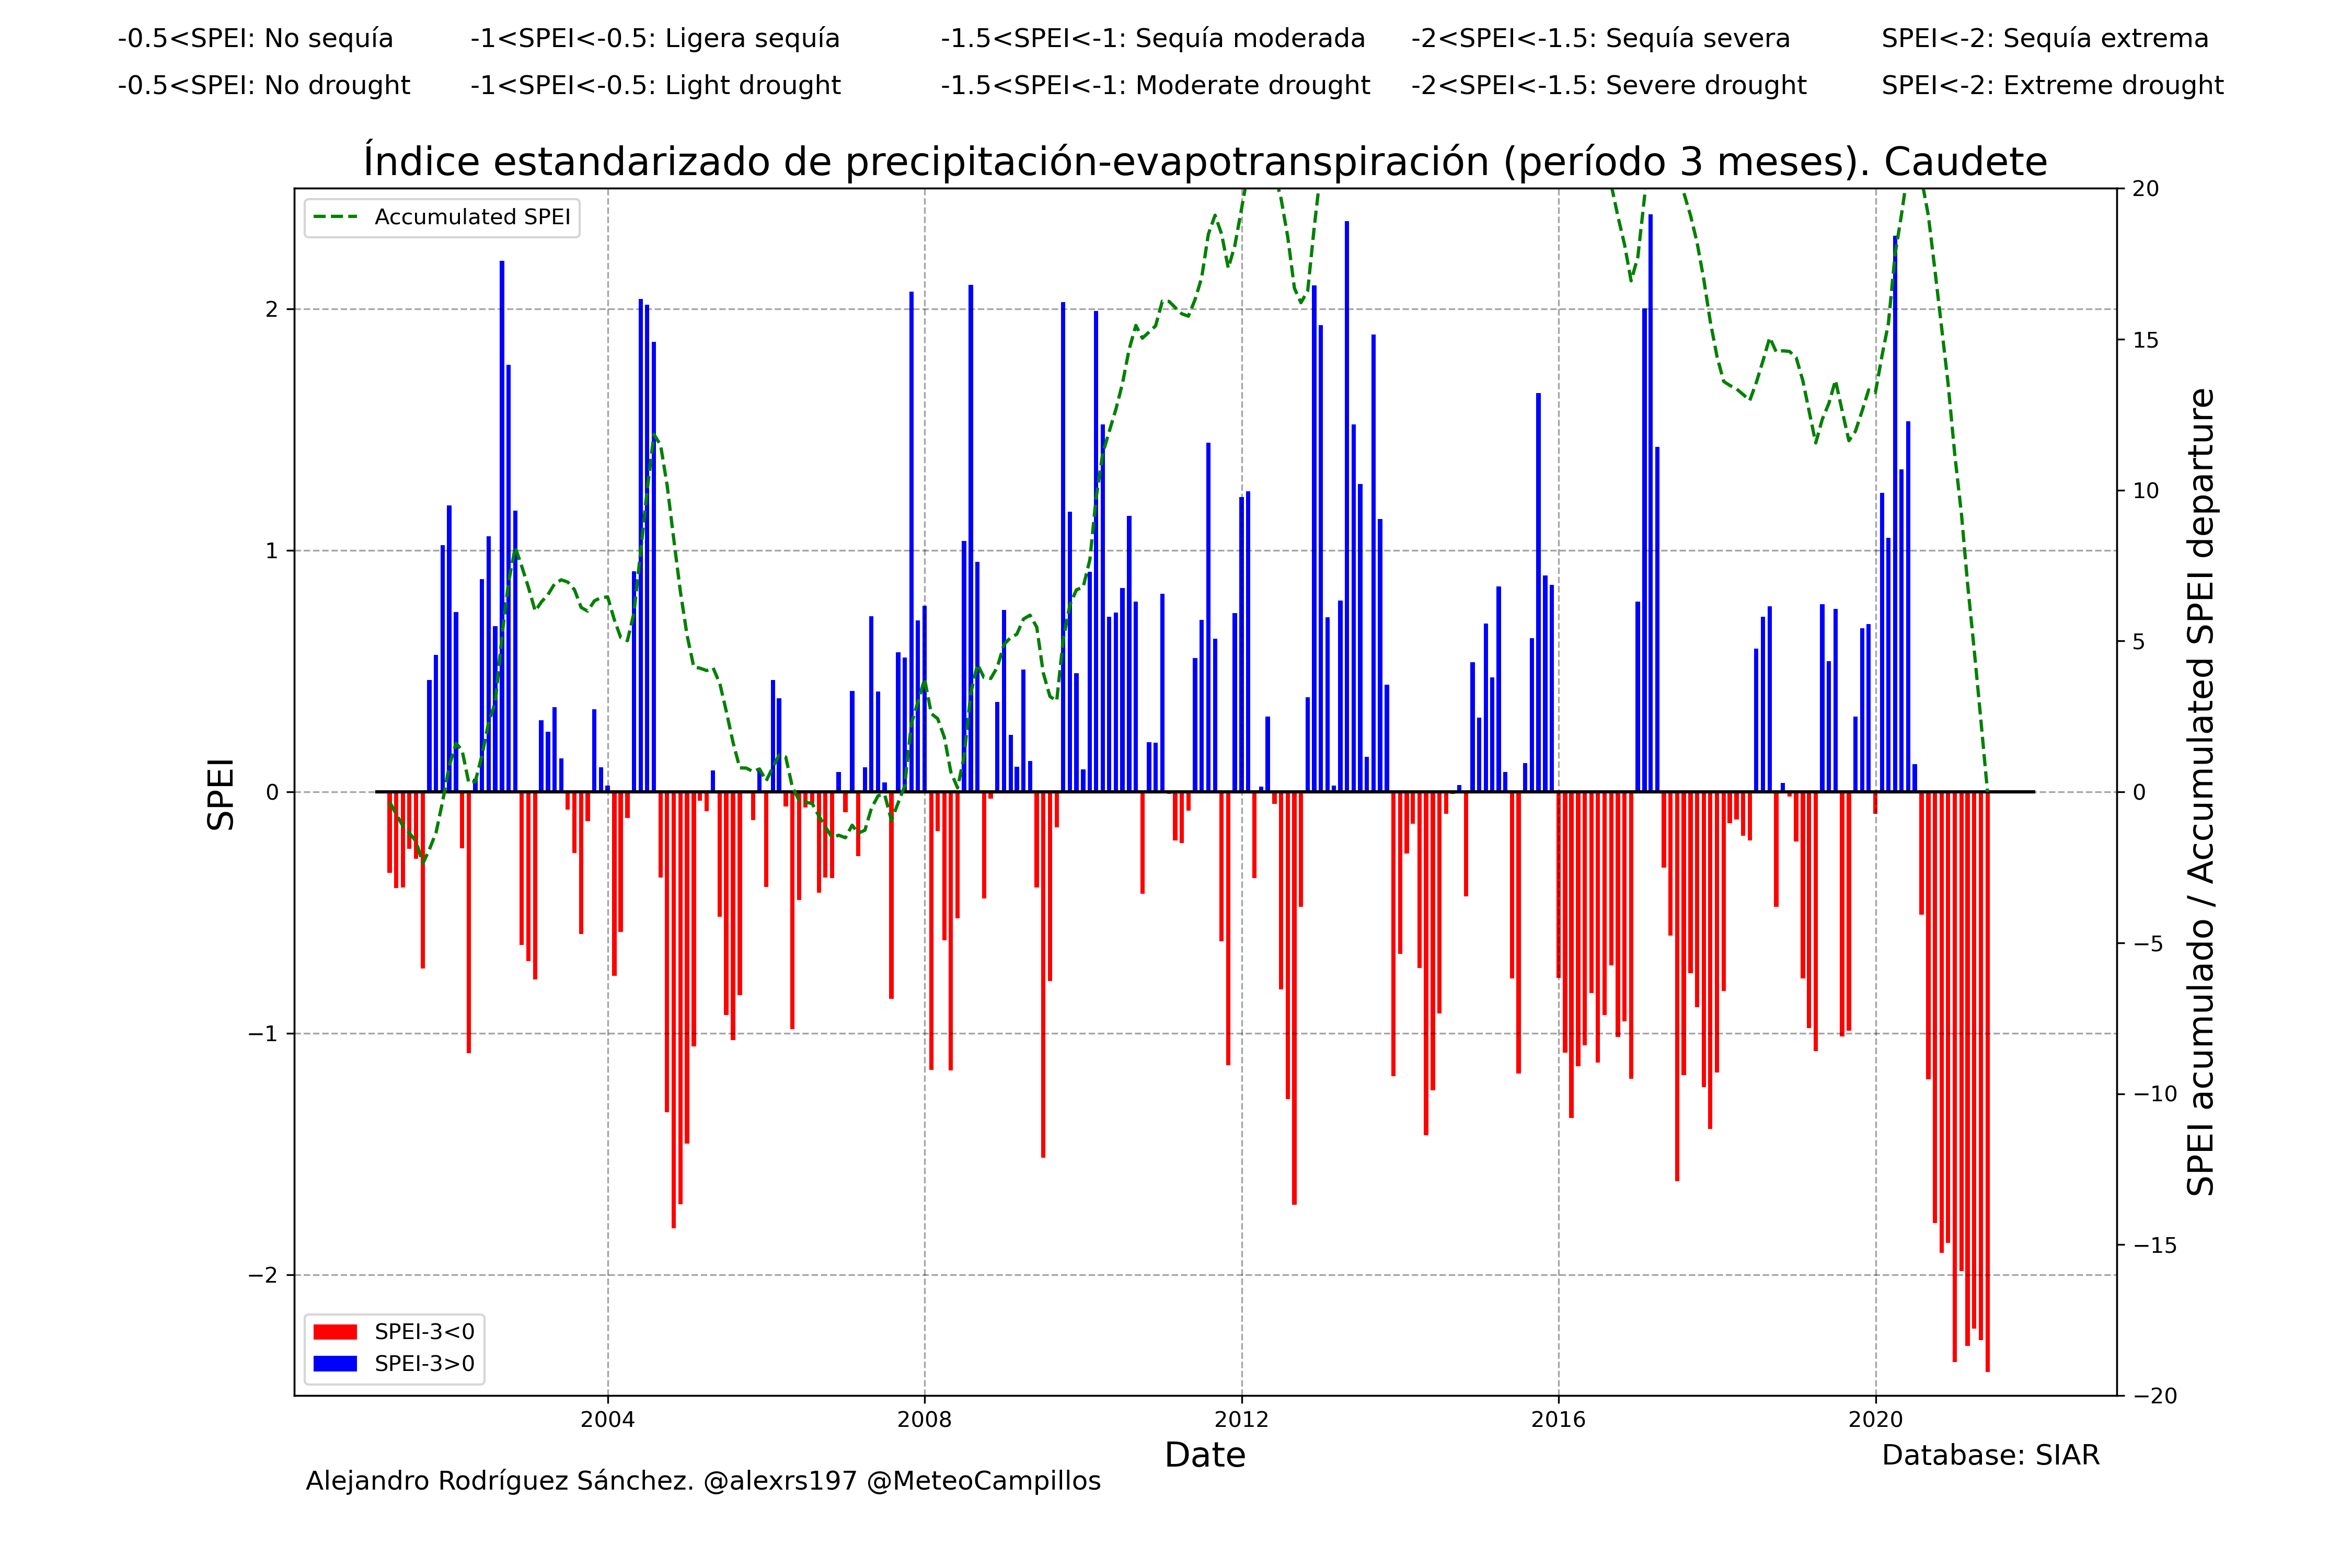 -0.5<SPEI: No sequía -1<SPEI<-0.5: Ligera sequía -1.5<SPEI<-1: Sequía moderada -2<SPEI<-1.5: Sequía severa SPEI<-2: Sequía extrema
-0.5<SPEI: No drought -1<SPEI<-0.5: Light drought -1.5<SPEI<-1: Moderate drought -2<SPEI<-1.5: Severe drought SPEI<-2: Extreme drought
Índice estandarizado de precipitación-evapotranspiración (período 3 meses). Caudete
Accumulated SPEI
SPEI
2
1
0
−1
−2
20
15
10
5
0
−5
−10
−15
−20
SPEI acumulado / Accumulated SPEI departure
SPEI-3<0
SPEI-3>0
2004 2008 2012 2016 2020
Date
Database: SIAR
Alejandro Rodríguez Sánchez. @alexrs197 @MeteoCampillos